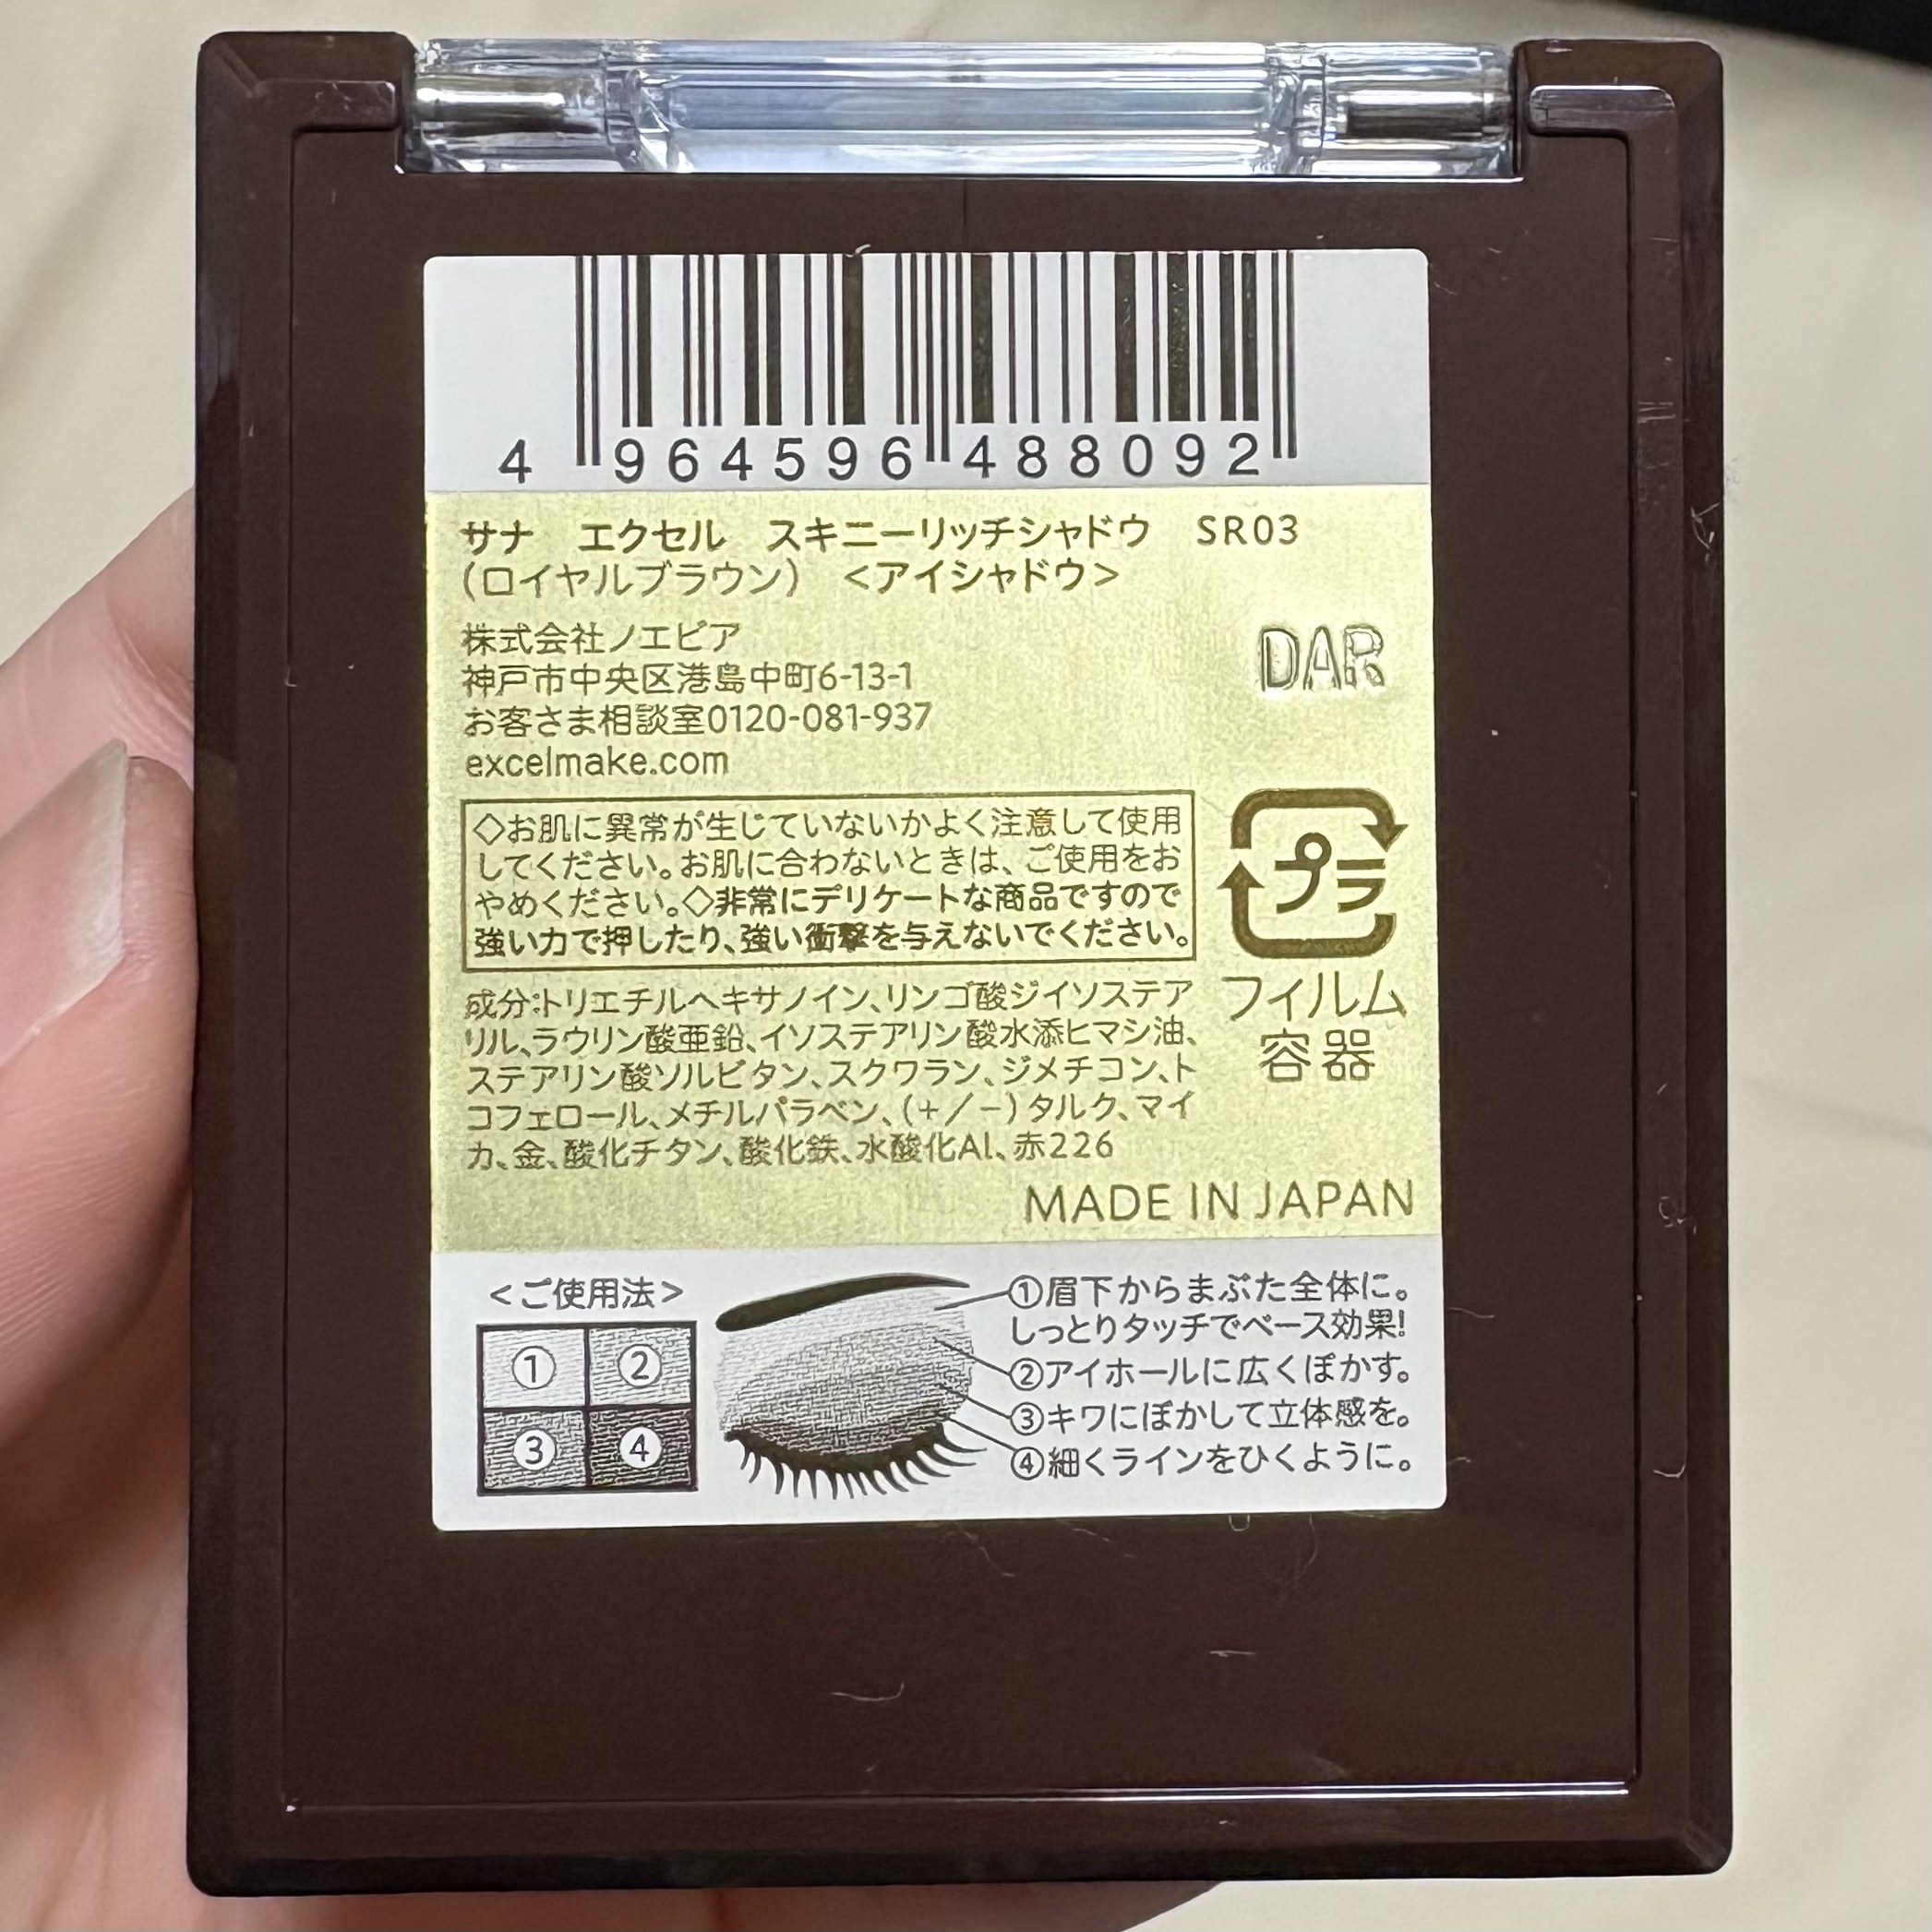 4 964596 488092
サナ　エクセル　スキニーリッチシャドウ　SR03
(ロイヤルブラウン)　<アイシャドウ>
株式会社ノエビア
神戸市中央区港島中町6-13-1
お客さま相談室0120-081-937
excelmake.com
DAR
◇お肌に異常が生じていないかよく注意して使用
してください。お肌に合わないときは、ご使用をお
やめください。◇非常にデリケートな商品ですので
強い力で押したり、強い衝撃を与えないでください。
プラ
フィルム
容器
成分:トリエチルヘキサノイン、リンゴ酸ジイソステア
リル、ラウリン酸亜鉛、イソステアリン酸水添ヒマシ油、
ステアリン酸ソルビタン、スクワラン、ジメチコン、ト
コフェロール、メチルパラベン、(+/-)タルク、マイ
カ、金、酸化チタン、酸化鉄、水酸化Al、赤226
MADE IN JAPAN
<ご使用法>
① ②
③ ④
①眉下からまぶた全体に。
しっとりタッチでベース効果!
②アイホールに広くぼかす。
③キワにぼかして立体感を。
④細くラインをひくように。